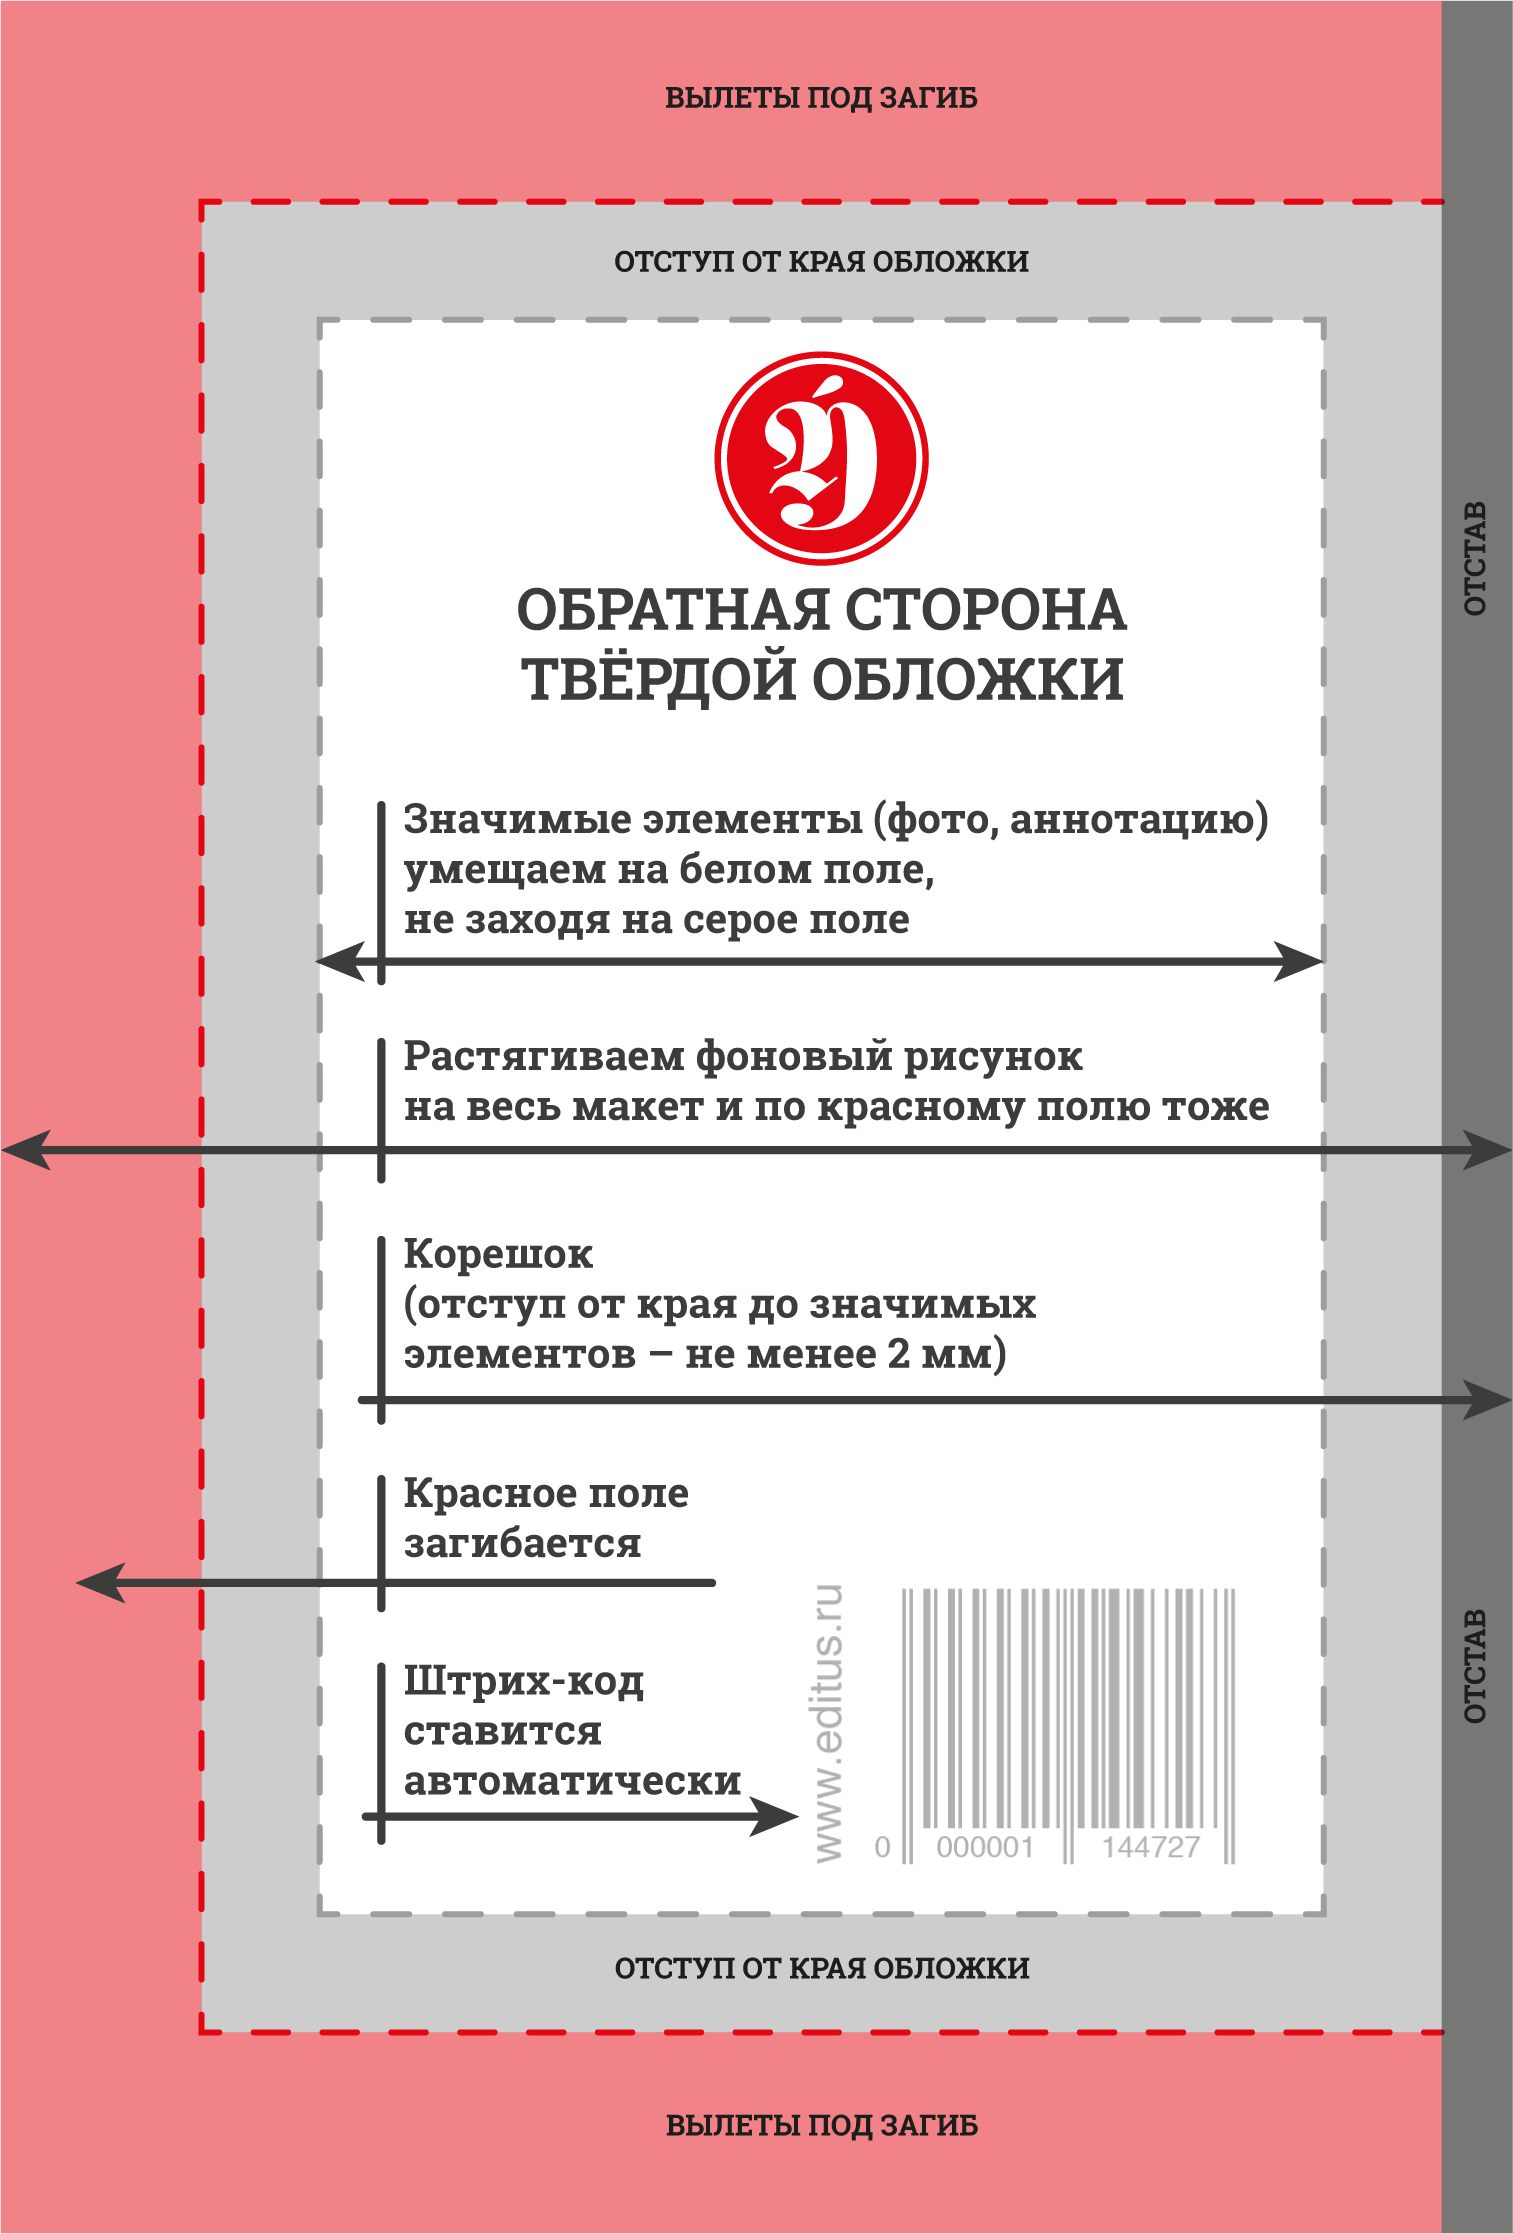 ВЫЛЕТЫ ПОД ЗАГИБ
ОТСТУП ОТ КРАЯ ОБЛОЖКИ
ОБРАТНАЯ СТОРОНА
ТВЁРДОЙ ОБЛОЖКИ
ОТСТАВ
Значимые элементы (фото, аннотацию)
умещаем на белом поле,
не заходя на серое поле
Растягиваем фоновый рисунок
на весь макет и по красному полю тоже
Корешок
(отступ от края до значимых
элементов – не менее 2 мм)
Красное поле
загибается
Штрих-код
ставится
автоматически
www.editus.ru
0 000001 144727
ОТСТАВ
ОТСТУП ОТ КРАЯ ОБЛОЖКИ
ВЫЛЕТЫ ПОД ЗАГИБ